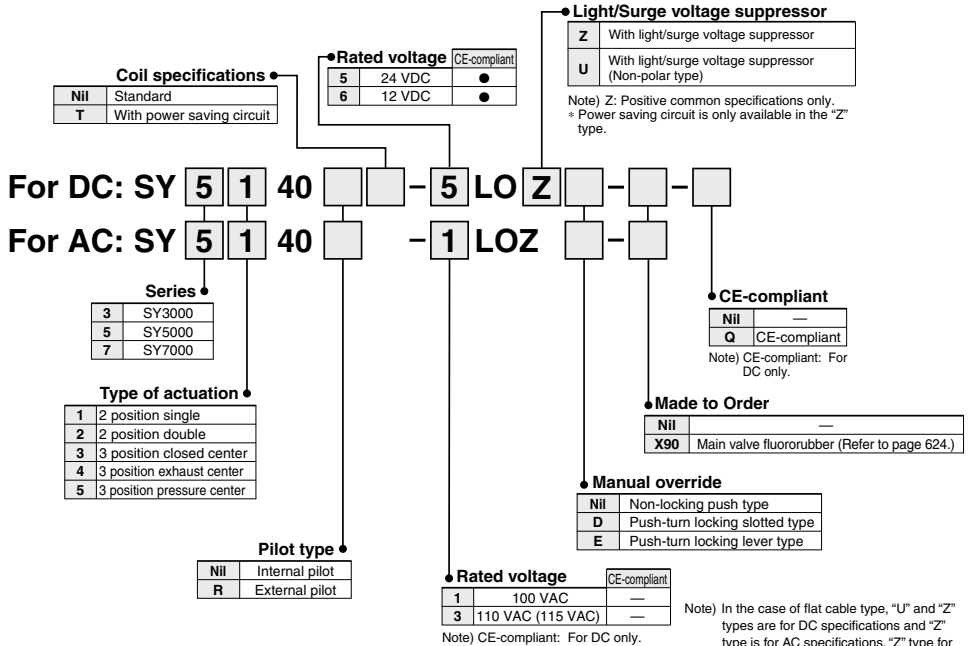 Light/Surge voltage suppressor
Z With light/surge voltage suppressor
U With light/surge voltage suppressor
(Non-polar type)
Note) Z: Positive common specifications only.
* Power saving circuit is only available in the “Z”
type.
Rated voltage CE-compliant
5 24 VDC ●
6 12 VDC ●
Coil specifications
Nil Standard
T With power saving circuit
For DC: SY 5 1 40 - 5 LO Z - -
For AC: SY 5 1 40 - 1 LOZ -
Series
3 SY3000
5 SY5000
7 SY7000
Type of actuation
1 2 position single
2 2 position double
3 3 position closed center
4 3 position exhaust center
5 3 position pressure center
Pilot type
Nil Internal pilot
R External pilot
CE-compliant
Nil —
Q CE-compliant
Note) CE-compliant: For
DC only.
Made to Order
Nil —
X90 Main valve fluororubber (Refer to page 624.)
Manual override
Nil Non-locking push type
D Push-turn locking slotted type
E Push-turn locking lever type
Rated voltage CE-compliant
1 100 VAC —
3 110 VAC (115 VAC) —
Note) CE-compliant: For DC only.
Note) In the case of flat cable type, “U” and “Z”
types are for DC specifications and “Z”
type is for AC specifications. “Z” type for